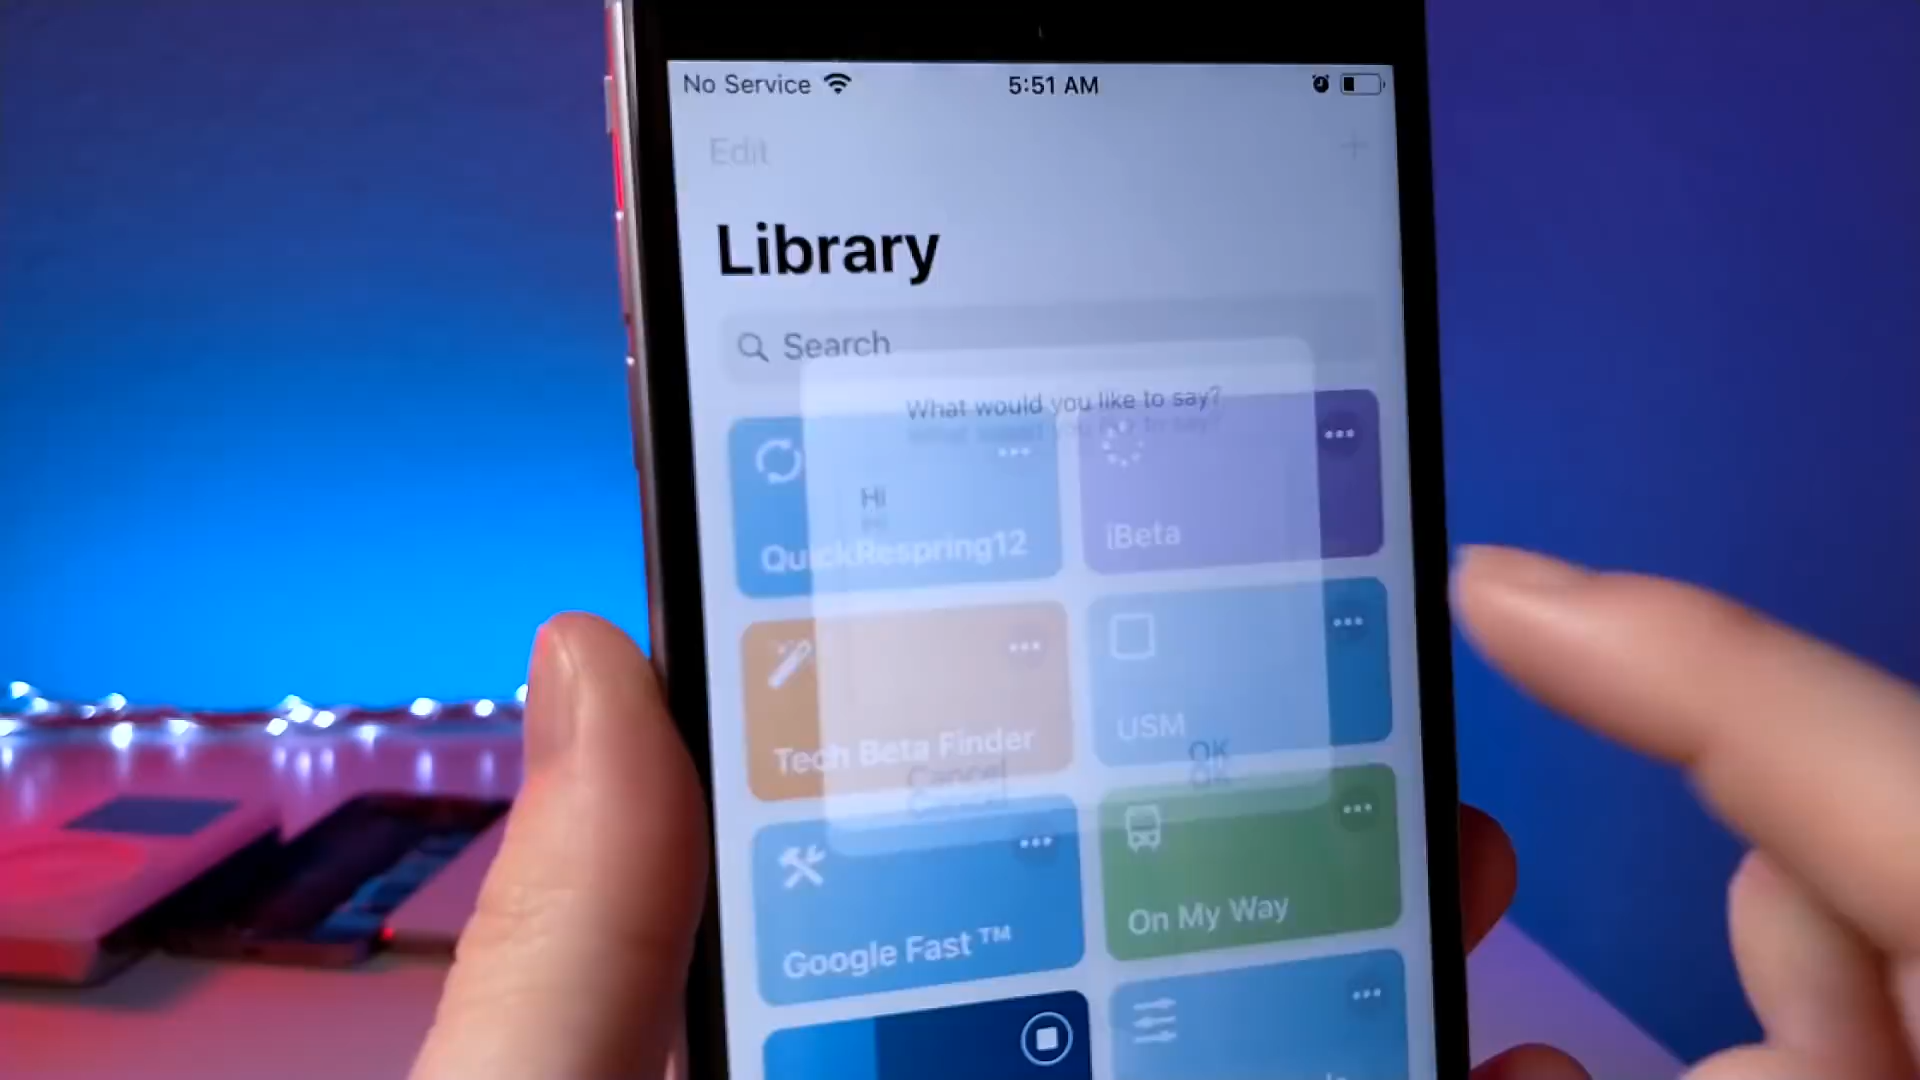 No Service
5:51 AM
Edit
Library
Search
What would you like to say?
Hi
QuickRespring12
iBeta
Tech Beta Finder
USM
Cancel
OK
Google Fast ™
On My Way